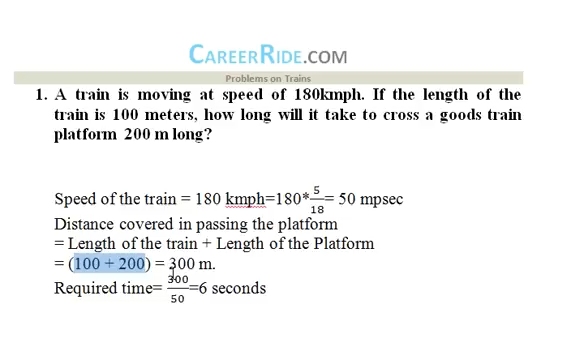 CAREERRIDE.COM
Problems on Trains
1. A train is moving at speed of 180kmph. If the length of the
train is 100 meters, how long will it take to cross a goods train
platform 200 m long?
Speed of the train = 180 kmph=180*5/18= 50 mpsec
Distance covered in passing the platform
= Length of the train + Length of the Platform
= (100 + 200) = 300 m.
Required time= 300/50=6 seconds